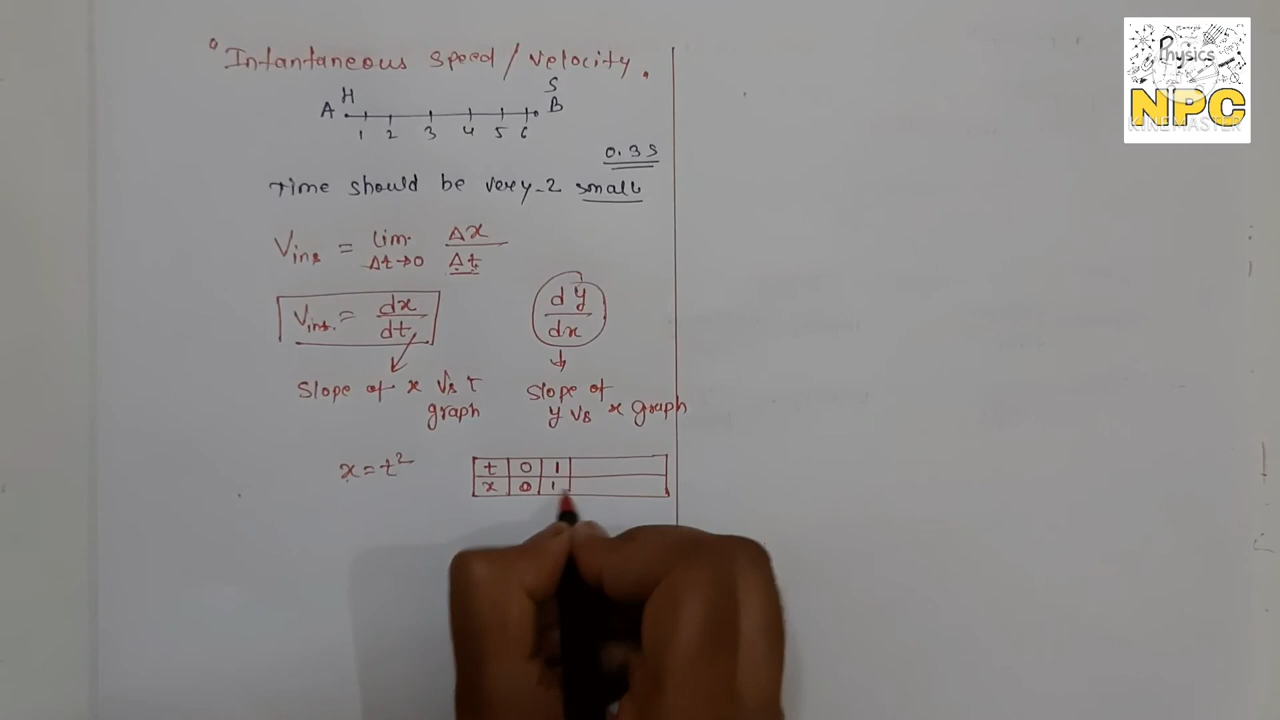 Intantaneous speed / velocity.
H S
A B
1 2 3 4 5 6
0.3 S
Time should be very-2 small
Vins = lim Δt→0 Δx/Δt
Vins. = dx/dt
dy/dx
Slope of x Vs t graph
Slope of y Vs x graph
x = t²
t 0 1
x 0 1
Physics
NPC
KINEMASTER